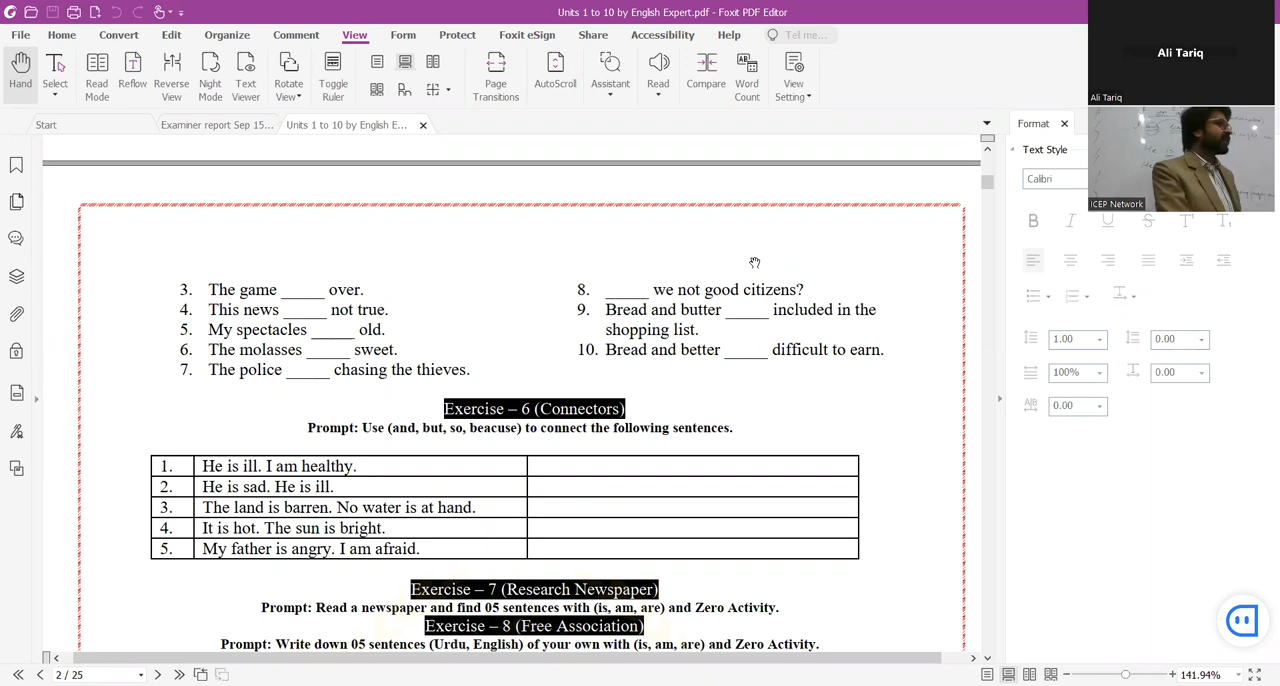 Units 1 to 10 by English Expert.pdf - Foxit PDF Editor
File Home Convert Edit Organize Comment View Form Protect Foxit eSign Share Accessibility Help Tell me...
Hand Select Read Mode Reflow Reverse View Night Mode Text Viewer Rotate View Toggle Ruler Page Transitions AutoScroll Assistant Read Compare Word Count View Setting
Start Examiner report Sep 15... Units 1 to 10 by English E...
Format
Text Style
Calibri
1.00 0.00
100% 0.00
0.00
Ali Tariq
Ali Tariq
ICEP Network
3. The game _____ over.
4. This news _____ not true.
5. My spectacles _____ old.
6. The molasses _____ sweet.
7. The police _____ chasing the thieves.
8. _____ we not good citizens?
9. Bread and butter _____ included in the
shopping list.
10. Bread and better _____ difficult to earn.
Exercise – 6 (Connectors)
Prompt: Use (and, but, so, beacuse) to connect the following sentences.
1. He is ill. I am healthy.
2. He is sad. He is ill.
3. The land is barren. No water is at hand.
4. It is hot. The sun is bright.
5. My father is angry. I am afraid.
Exercise – 7 (Research Newspaper)
Prompt: Read a newspaper and find 05 sentences with (is, am, are) and Zero Activity.
Exercise – 8 (Free Association)
Prompt: Write down 05 sentences (Urdu, English) of your own with (is, am, are) and Zero Activity.
2 / 25
141.94%